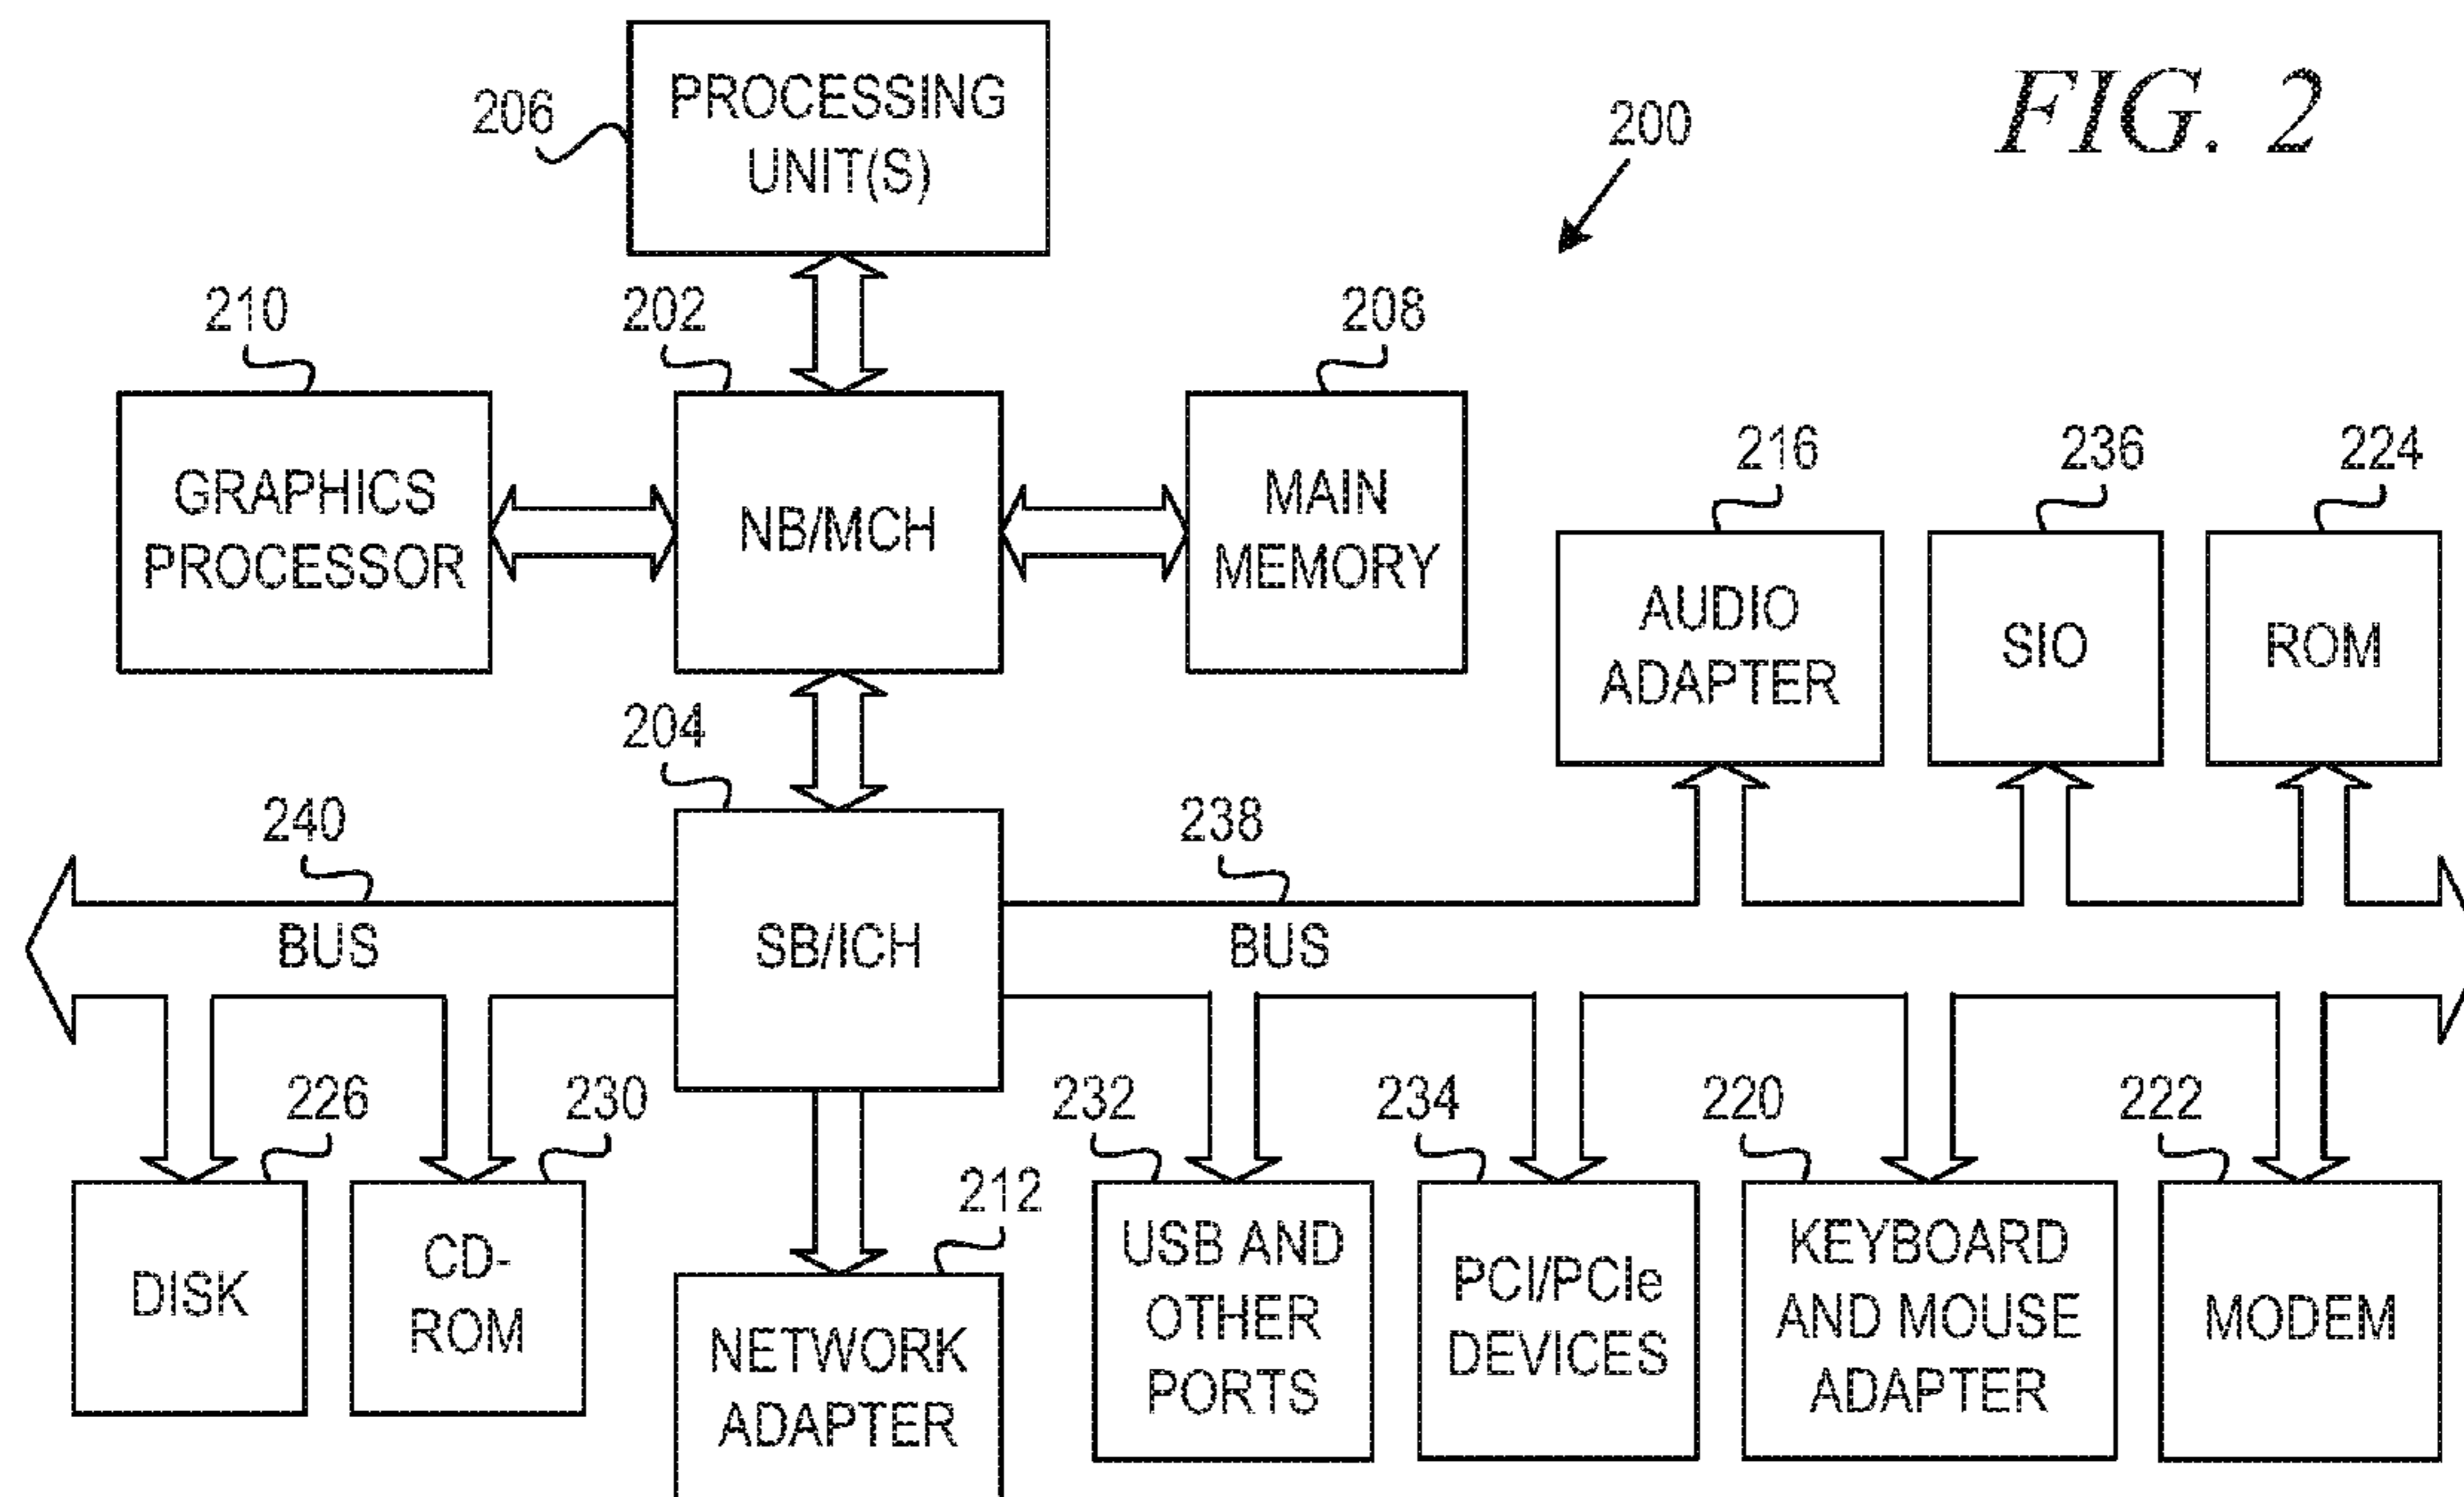 FIG. 2
200
206
PROCESSING
UNIT(S)
210
202
208
GRAPHICS
PROCESSOR
NB/MCH
MAIN
MEMORY
216
236
224
AUDIO
ADAPTER
SIO
ROM
204
240
238
BUS
SB/ICH
BUS
226
230
212
232
234
220
222
DISK
CD-
ROM
NETWORK
ADAPTER
USB AND
OTHER
PORTS
PCI/PCIe
DEVICES
KEYBOARD
AND MOUSE
ADAPTER
MODEM